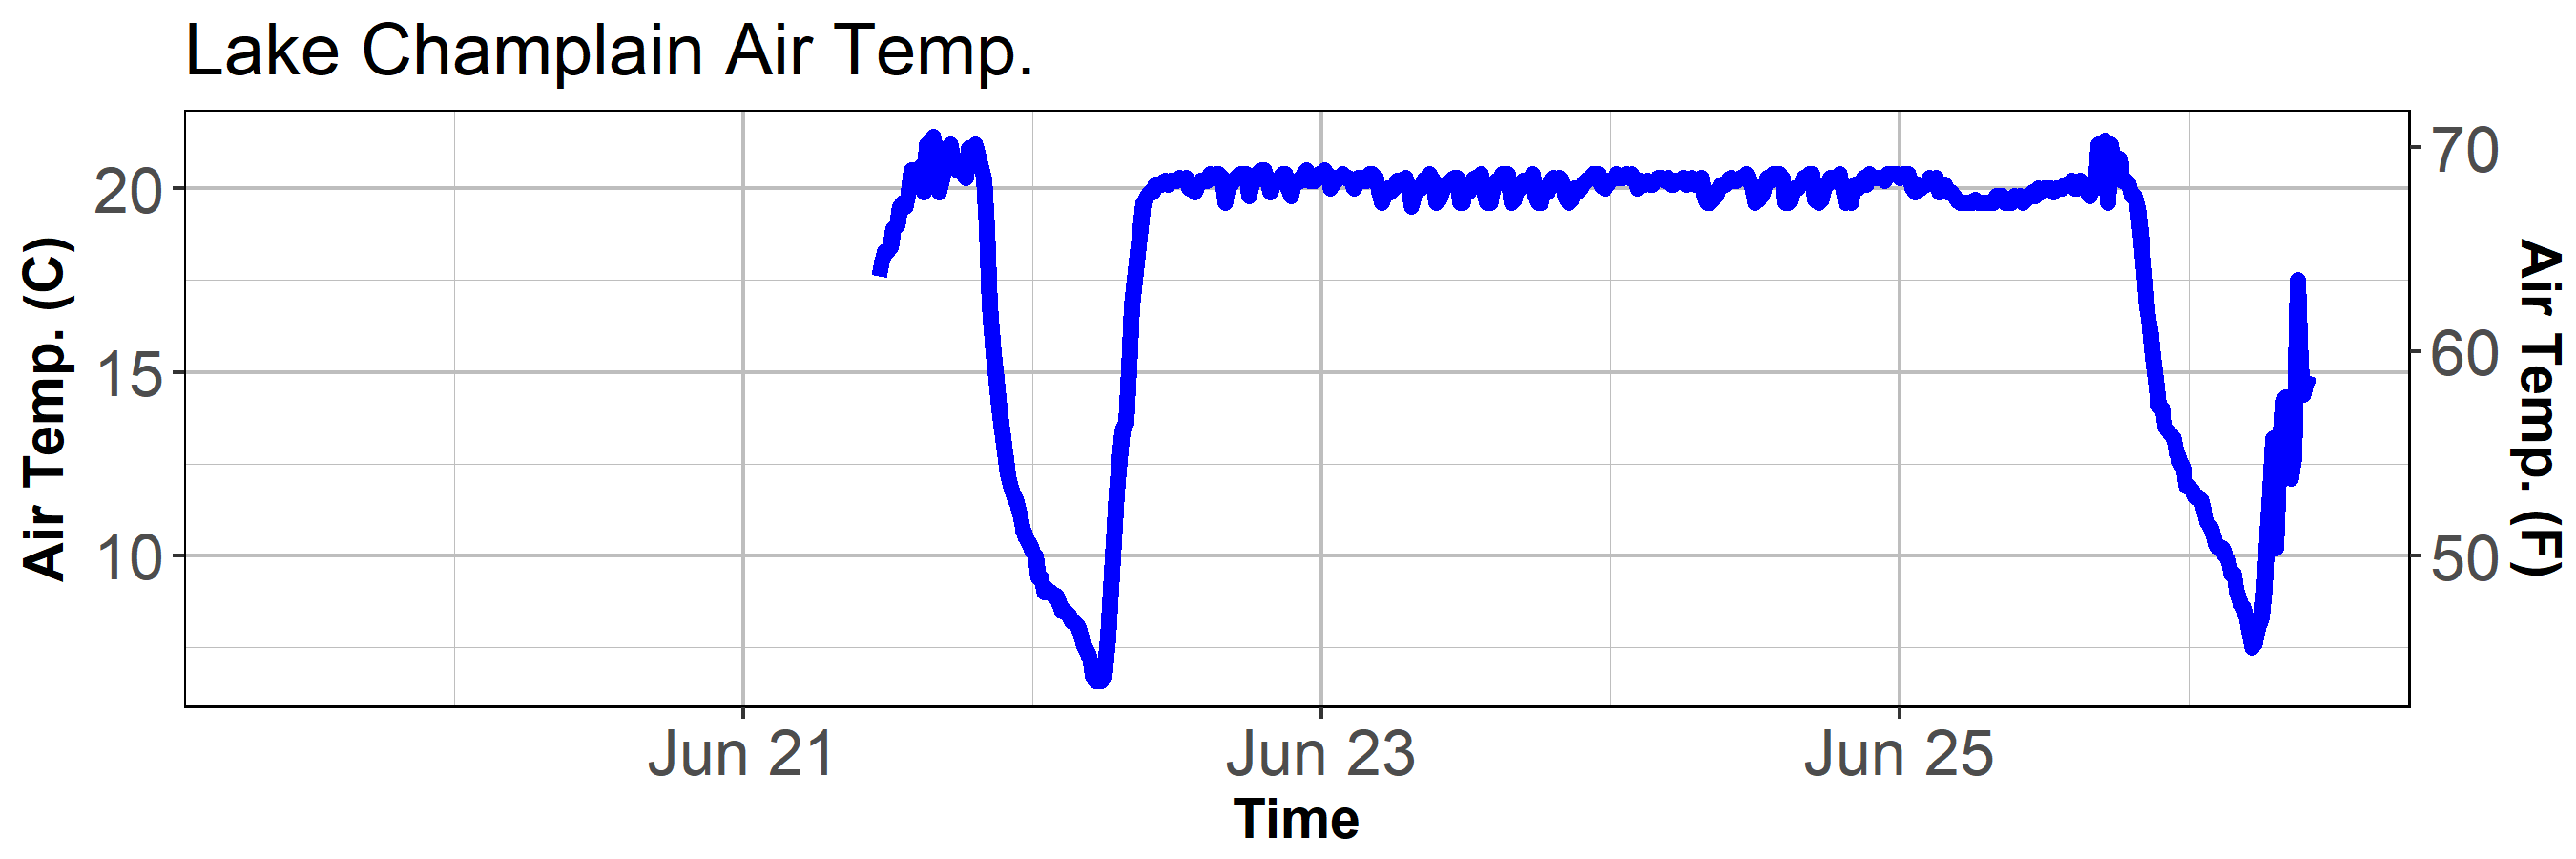 Lake Champlain Air Temp.
20
15
10
Air Temp. (C)
70
60
50
Air Temp. (F)
Jun 21
Jun 23
Jun 25
Time